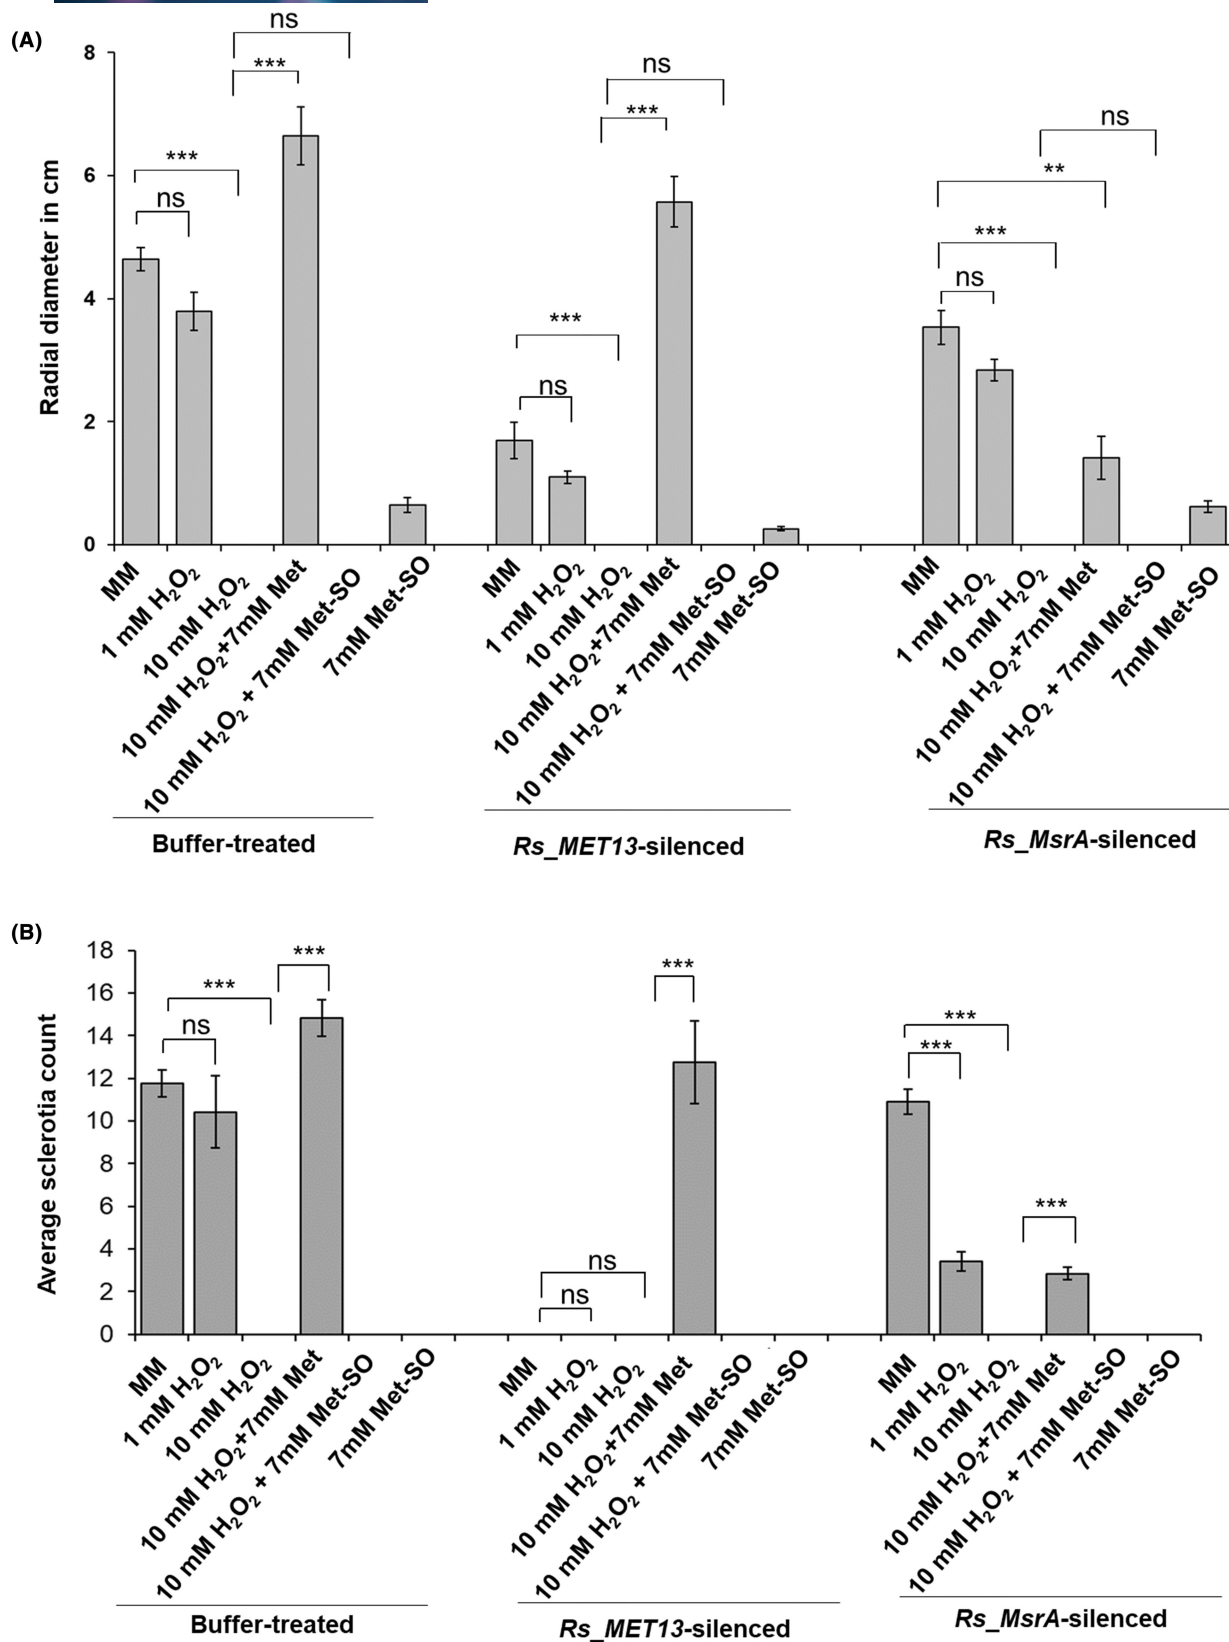 (A)
ns
***
***
ns
ns
***
***
ns
ns
**
***
ns
Radial diameter in cm
8
6
4
2
0
MM
1 mM H₂O₂
10 mM H₂O₂
10 mM H₂O₂+7mM Met
10 mM H₂O₂ + 7mM Met-SO
7mM Met-SO
MM
1 mM H₂O₂
10 mM H₂O₂
10 mM H₂O₂+7mM Met
10 mM H₂O₂ + 7mM Met-SO
7mM Met-SO
MM
1 mM H₂O₂
10 mM H₂O₂
10 mM H₂O₂+7mM Met
10 mM H₂O₂ + 7mM Met-SO
7mM Met-SO
Buffer-treated
Rs_MET13-silenced
Rs_MsrA-silenced
(B)
***
***
ns
***
ns
ns
***
***
***
Average sclerotia count
18
16
14
12
10
8
6
4
2
0
MM
1 mM H₂O₂
10 mM H₂O₂
10 mM H₂O₂+7mM Met
10 mM H₂O₂ + 7mM Met-SO
7mM Met-SO
MM
1 mM H₂O₂
10 mM H₂O₂
10 mM H₂O₂+7mM Met
10 mM H₂O₂ + 7mM Met-SO
7mM Met-SO
MM
1 mM H₂O₂
10 mM H₂O₂
10 mM H₂O₂+7mM Met
10 mM H₂O₂ + 7mM Met-SO
7mM Met-SO
Buffer-treated
Rs_MET13-silenced
Rs_MsrA-silenced